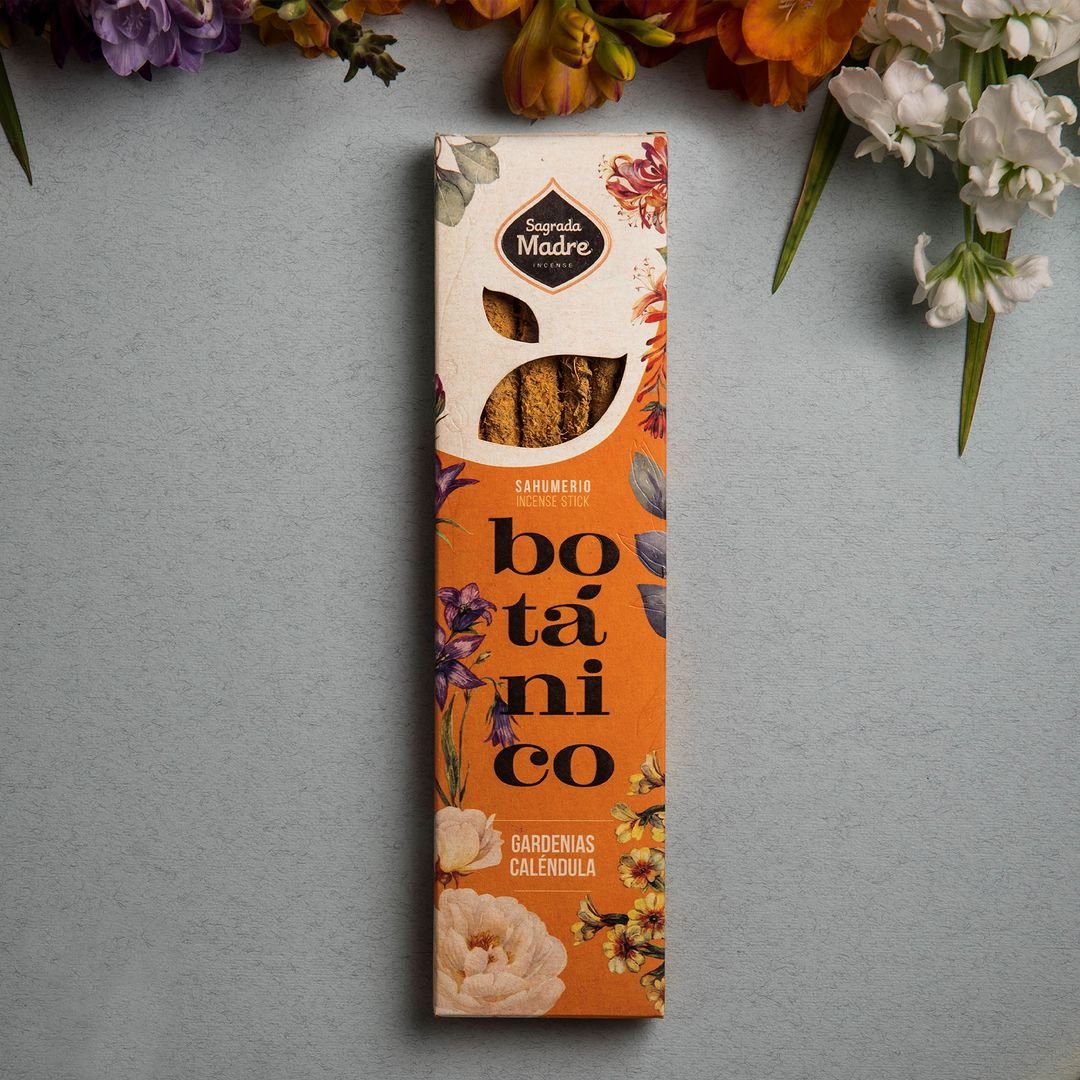 Sagrada
Madre
INCENSE
SAHUMERIO
INCENSE STICK
bo
tá
ni
co
GARDENIAS
CALÉNDULA